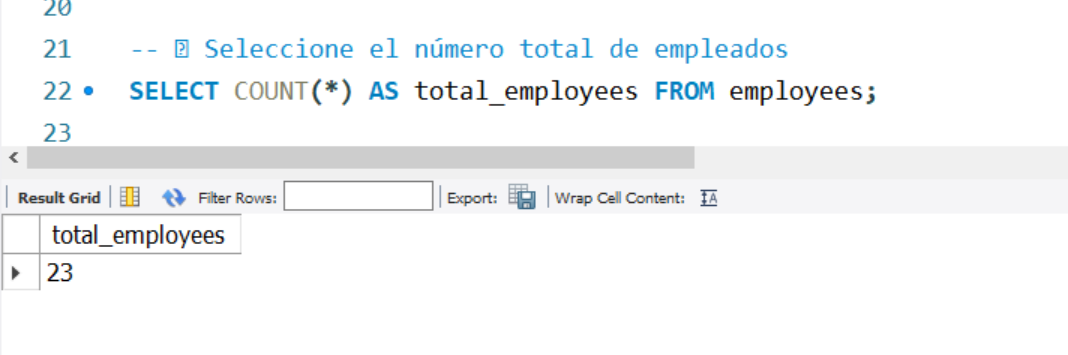 20
21 -- Seleccione el número total de empleados
22 SELECT COUNT(*) AS total_employees FROM employees;
23
Result Grid Filter Rows: Export: Wrap Cell Content:
total_employees
23